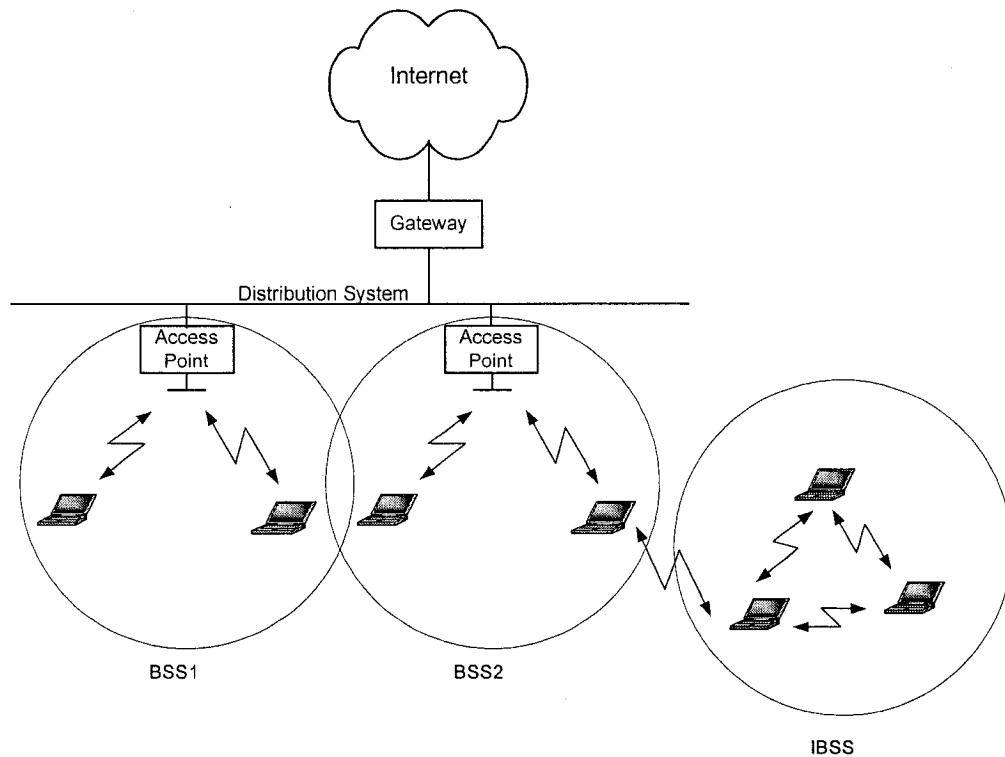 Internet
Gateway
Distribution System
Access
Point
Access
Point
BSS1
BSS2
IBSS